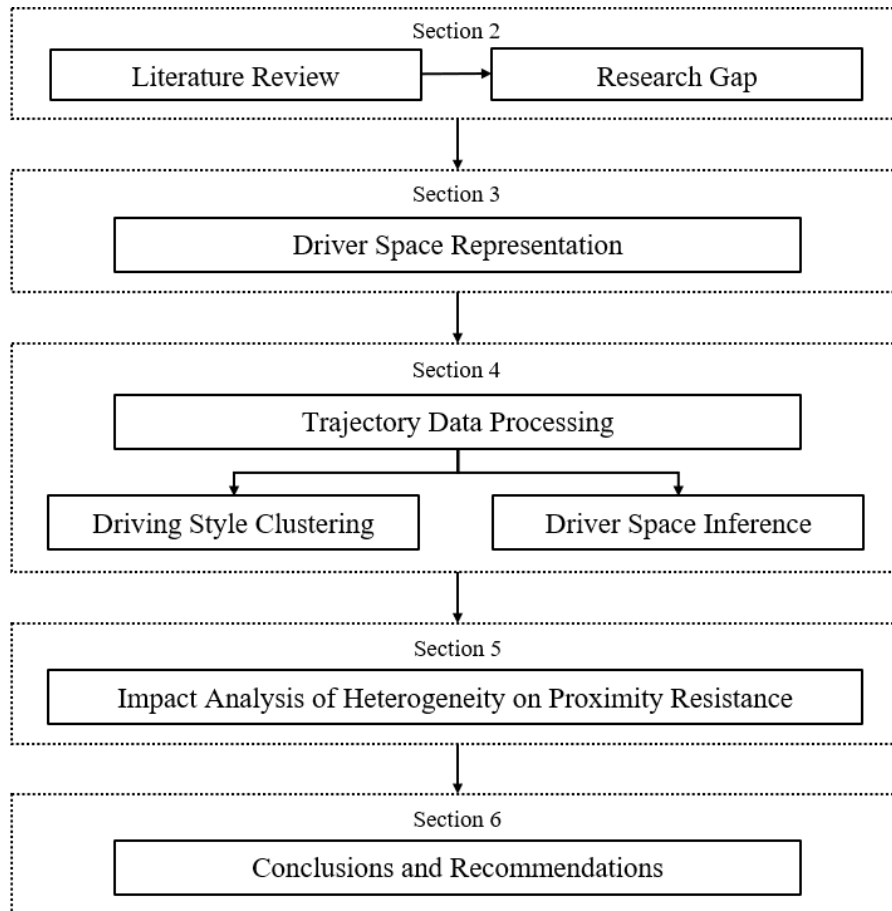 Section 2
Literature Review
Research Gap
Section 3
Driver Space Representation
Section 4
Trajectory Data Processing
Driving Style Clustering
Driver Space Inference
Section 5
Impact Analysis of Heterogeneity on Proximity Resistance
Section 6
Conclusions and Recommendations